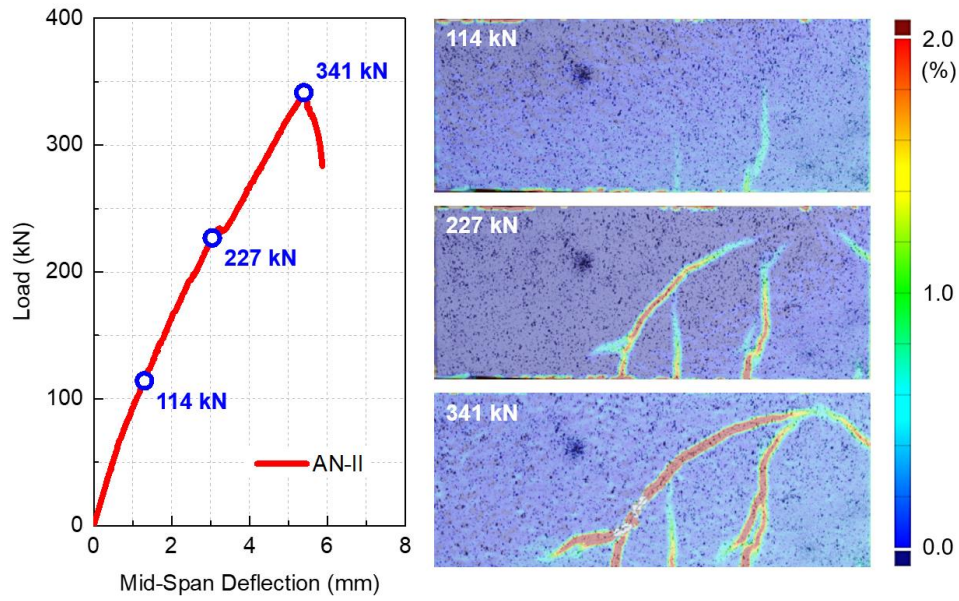 400
300
200
100
0
Load (kN)
341 kN
227 kN
114 kN
AN-II
0
2
4
6
8
Mid-Span Deflection (mm)
114 kN
227 kN
341 kN
2.0
(%)
1.0
0.0